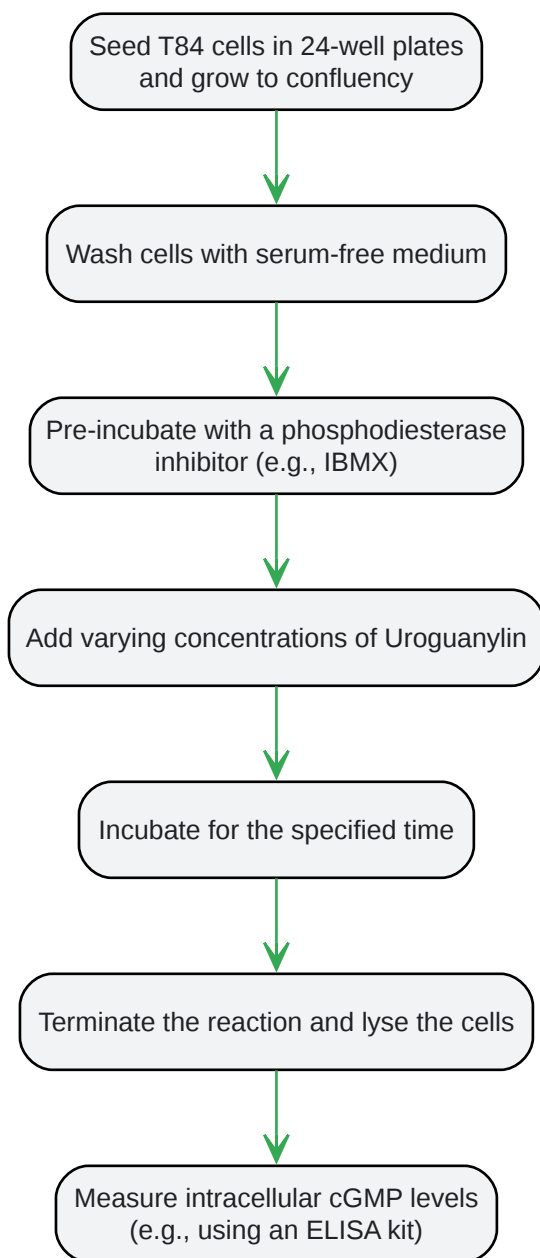 Seed T84 cells in 24-well plates
and grow to confluency
Wash cells with serum-free medium
Pre-incubate with a phosphodiesterase
inhibitor (e.g., IBMX)
Add varying concentrations of Uroguanylin
Incubate for the specified time
Terminate the reaction and lyse the cells
Measure intracellular cGMP levels
(e.g., using an ELISA kit)